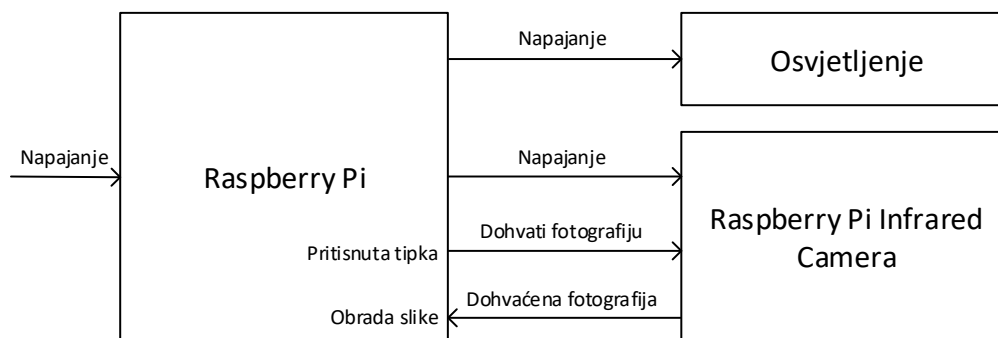 Napajanje
Osvjetljenje
Napajanje
Raspberry Pi
Napajanje
Raspberry Pi Infrared
Camera
Pritisnuta tipka
Dohvati fotografiju
Obrada slike
Dohvaćena fotografija